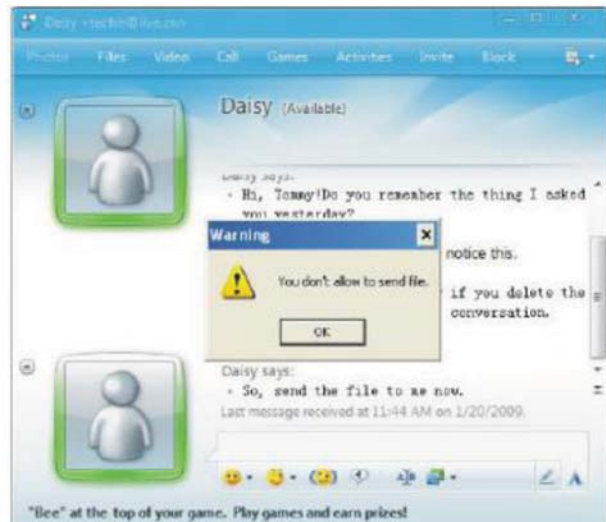 Daisy
Photos Files Video Call Games Activities Invite Block
Daisy (Available)
Daisy says:
· Hi, Tommy!Do you remember the thing I asked
you yesterday?
Warning
notice this.
You don't allow to send file.
if you delete the
conversation.
OK
Daisy says:
· So, send the file to me now.
Last message received at 11:44 AM on 1/20/2009.
A
"Bee" at the top of your game. Play games and earn prizes!